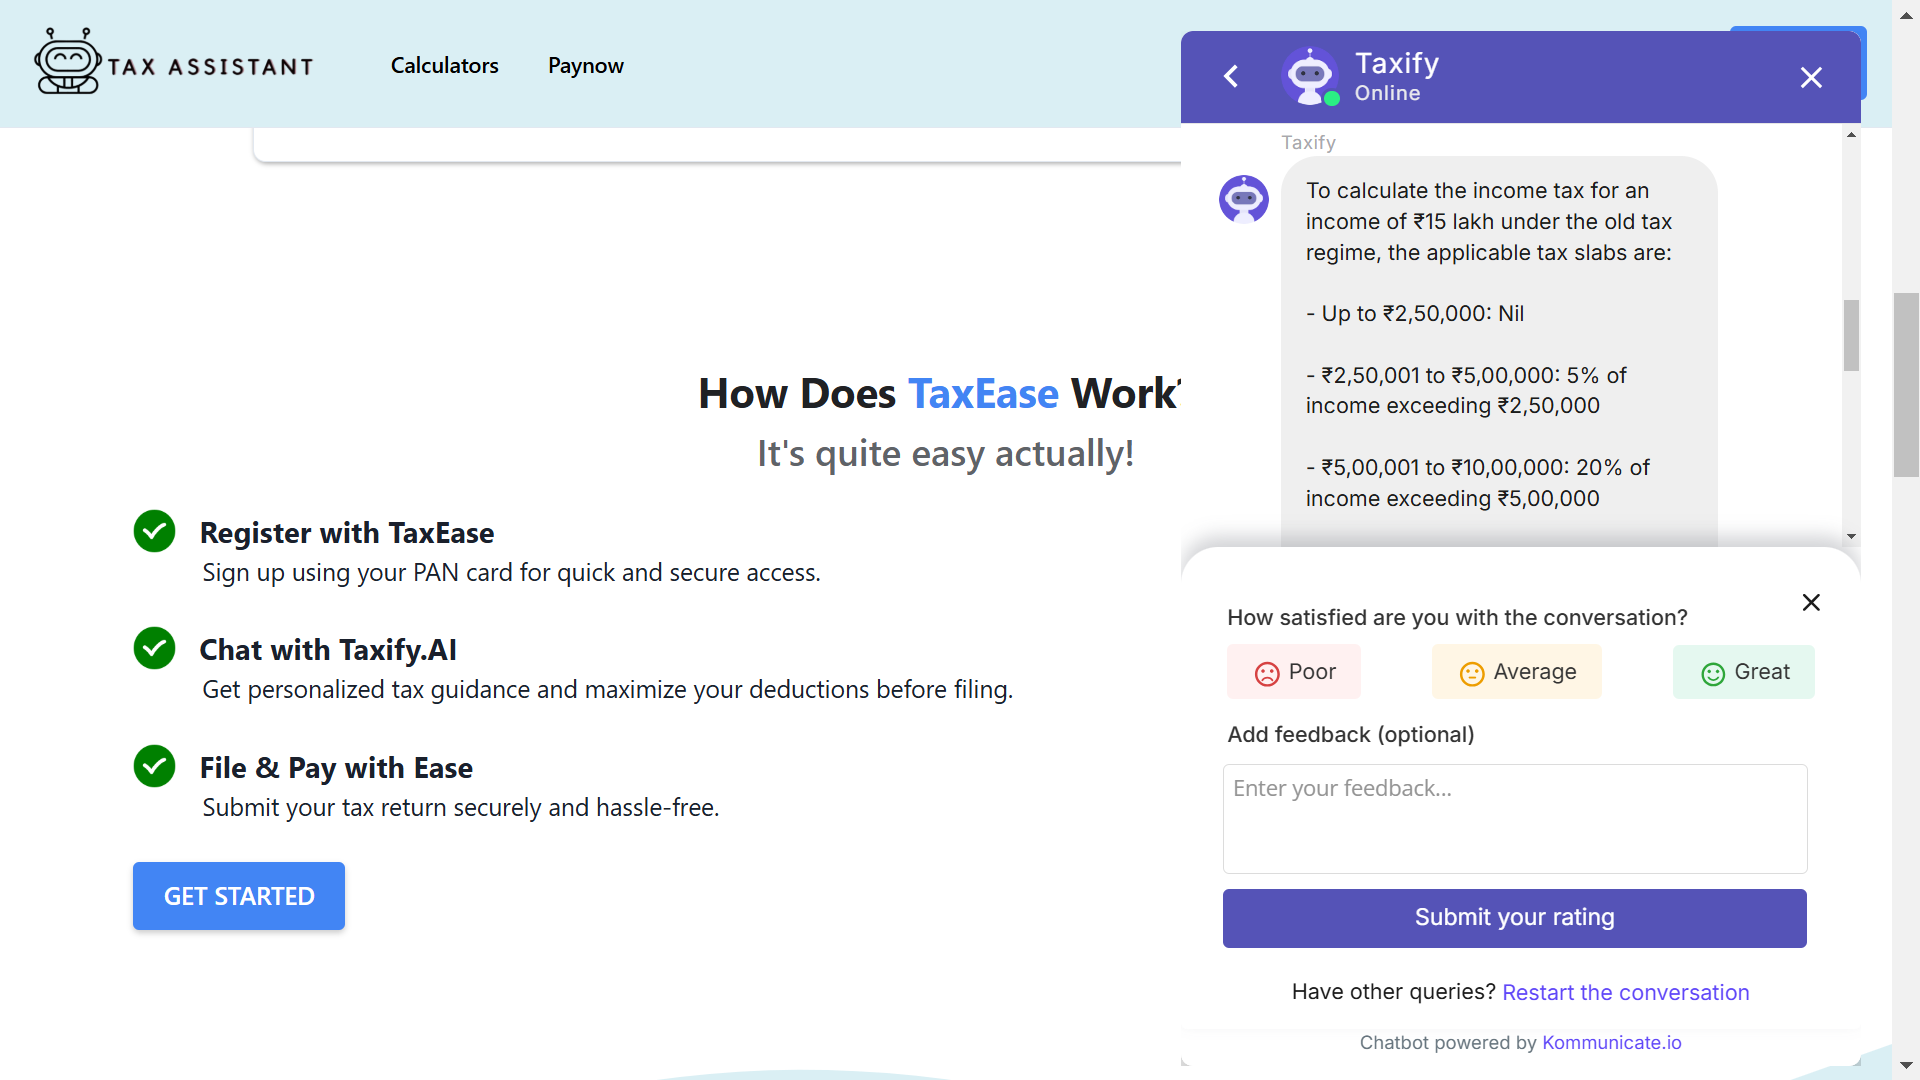 TAX ASSISTANT
Calculators
Paynow
How Does TaxEase Work?
It's quite easy actually!
Register with TaxEase
Sign up using your PAN card for quick and secure access.
Chat with Taxify.AI
Get personalized tax guidance and maximize your deductions before filing.
File & Pay with Ease
Submit your tax return securely and hassle-free.
GET STARTED
Taxify
Online
Taxify
To calculate the income tax for an
income of ₹15 lakh under the old tax
regime, the applicable tax slabs are:
- Up to ₹2,50,000: Nil
- ₹2,50,001 to ₹5,00,000: 5% of
income exceeding ₹2,50,000
- ₹5,00,001 to ₹10,00,000: 20% of
income exceeding ₹5,00,000
How satisfied are you with the conversation?
Poor
Average
Great
Add feedback (optional)
Enter your feedback...
Submit your rating
Have other queries? Restart the conversation
Chatbot powered by Kommunicate.io